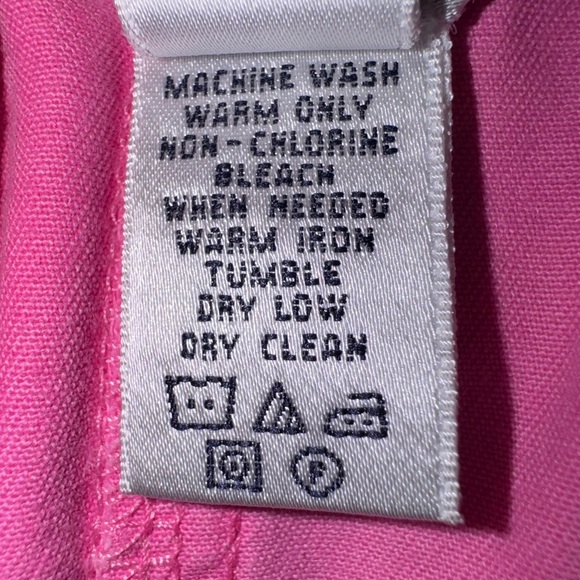 MACHINE WASH
WARM ONLY
NON-CHLORINE
BLEACH
WHEN NEEDED
WARM IRON
TUMBLE
DRY LOW
DRY CLEAN
P